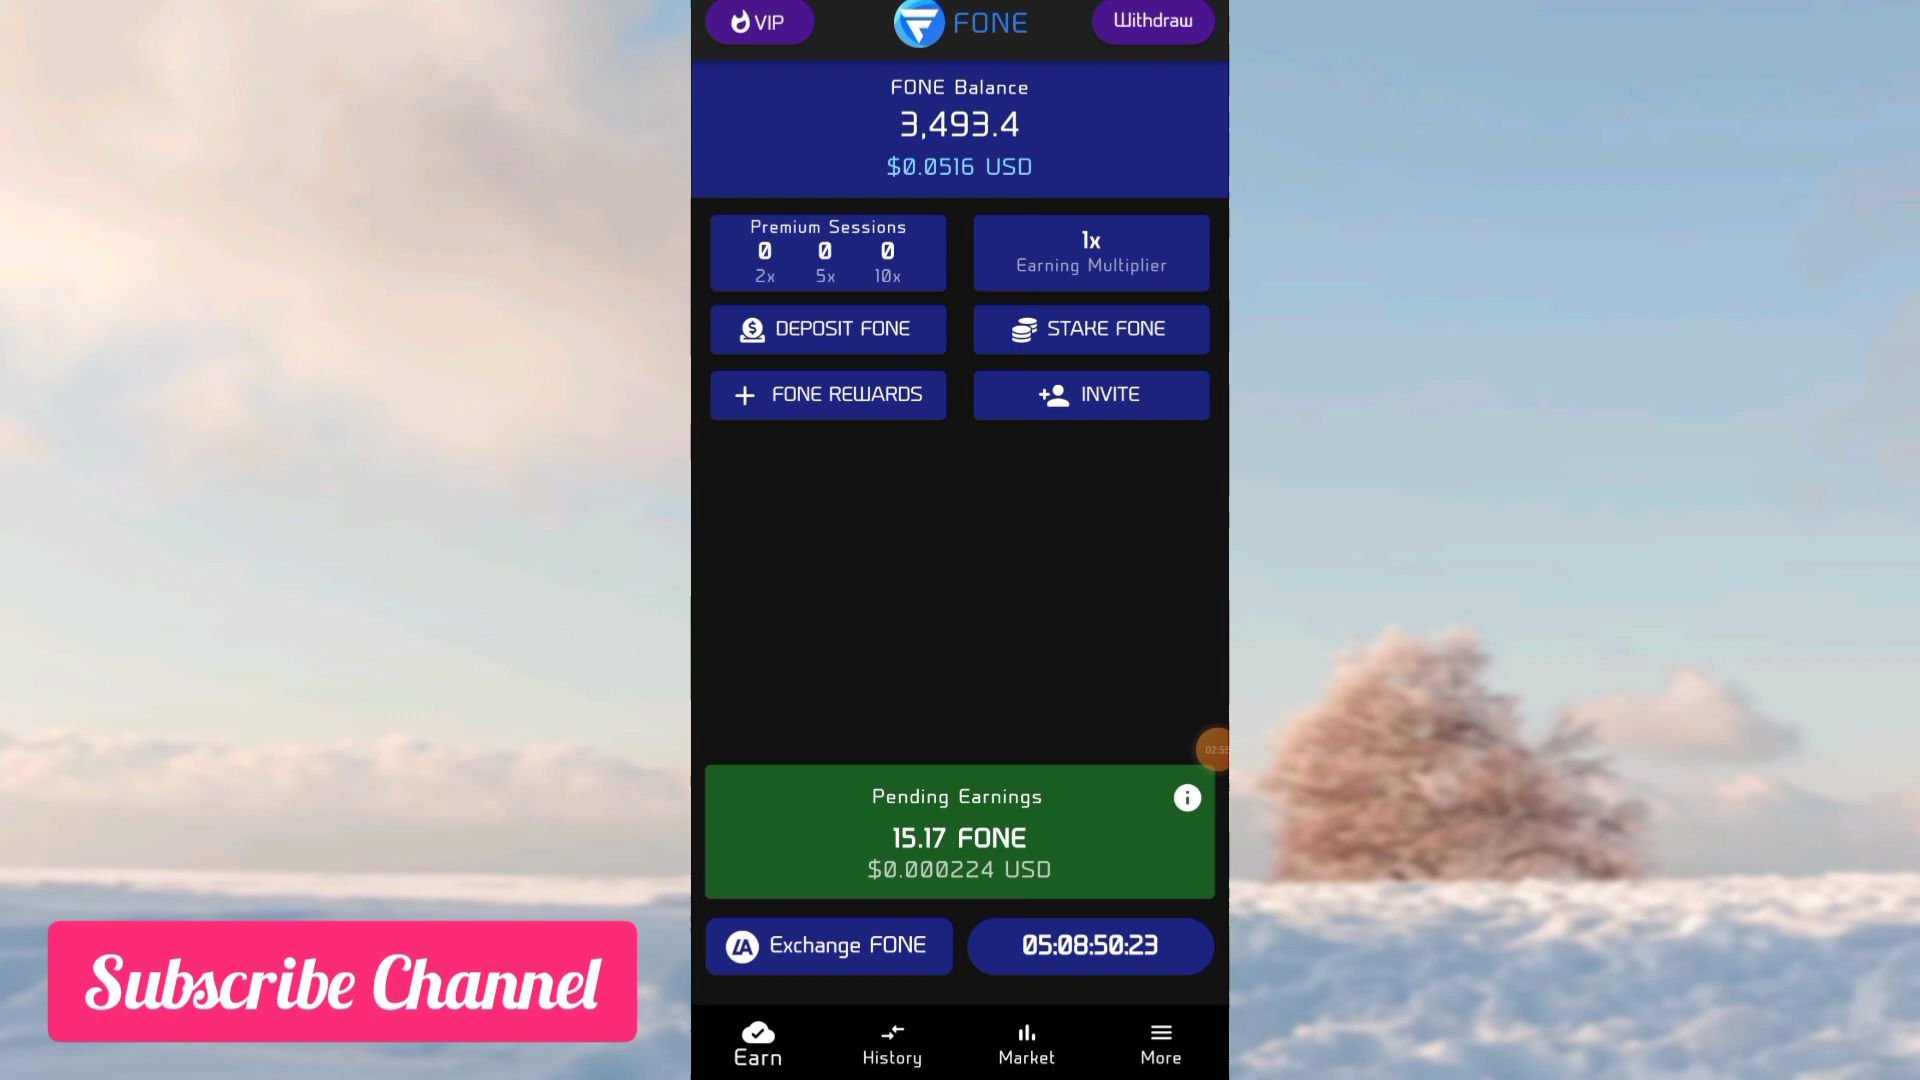 VIP
FONE
Withdraw
FONE Balance
3,493.4
$0.0516 USD
Premium Sessions
0 0 0
2x 5x 10x
1x
Earning Multiplier
DEPOSIT FONE
STAKE FONE
FONE REWARDS
INVITE
02:55
Pending Earnings
15.17 FONE
$0.000224 USD
Exchange FONE
05:08:50:23
Subscribe Channel
Earn
History
Market
More